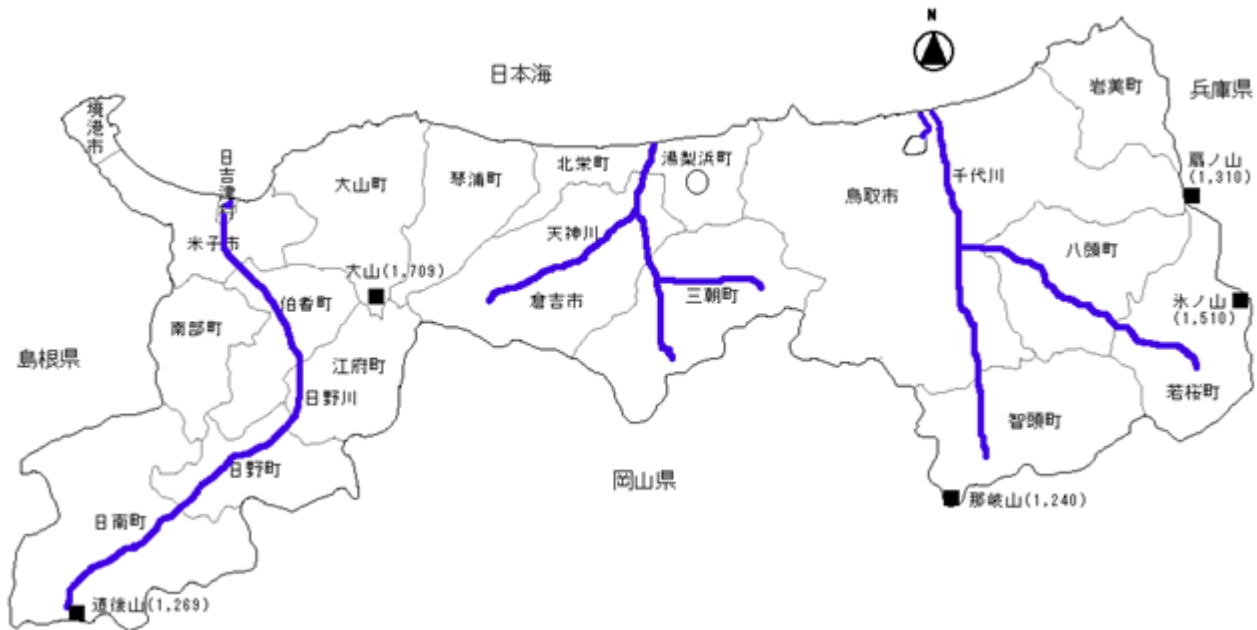 N
日本海
兵庫県
岩美町
境港市
日吉津村
大山町
琴浦町
北栄町
湯梨浜町
鳥取市
千代川
扇ノ山
(1,310)
米子市
天神川
八頭町
大山(1,709)
伯耆町
倉吉市
三朝町
氷ノ山
(1,510)
南部町
島根県
江府町
日野川
若桜町
智頭町
日野町
岡山県
那岐山(1,240)
日南町
道後山(1,269)